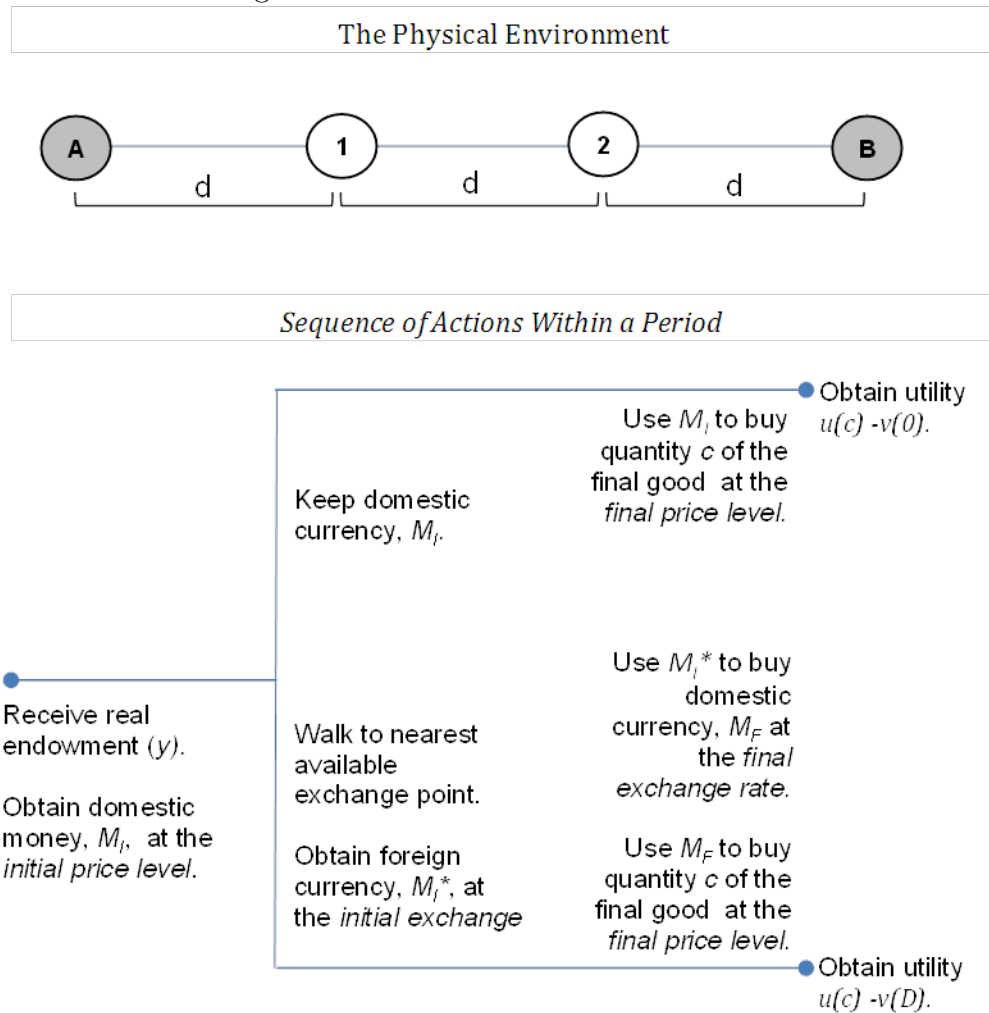 The Physical Environment
A
1
2
B
d
d
d
Sequence of Actions Within a Period
Obtain utility
u(c) -v(0).
Use M_I to buy
quantity c of the
final good at the
final price level.
Keep domestic
currency, M_I.
Receive real
endowment (y).
Obtain domestic
money, M_I, at the
initial price level.
Walk to nearest
available
exchange point.
Obtain foreign
currency, M_I*, at
the initial exchange
Use M_I* to buy
domestic
currency, M_F at
the final
exchange rate.
Use M_F to buy
quantity c of the
final good at the
final price level.
Obtain utility
u(c) -v(D).